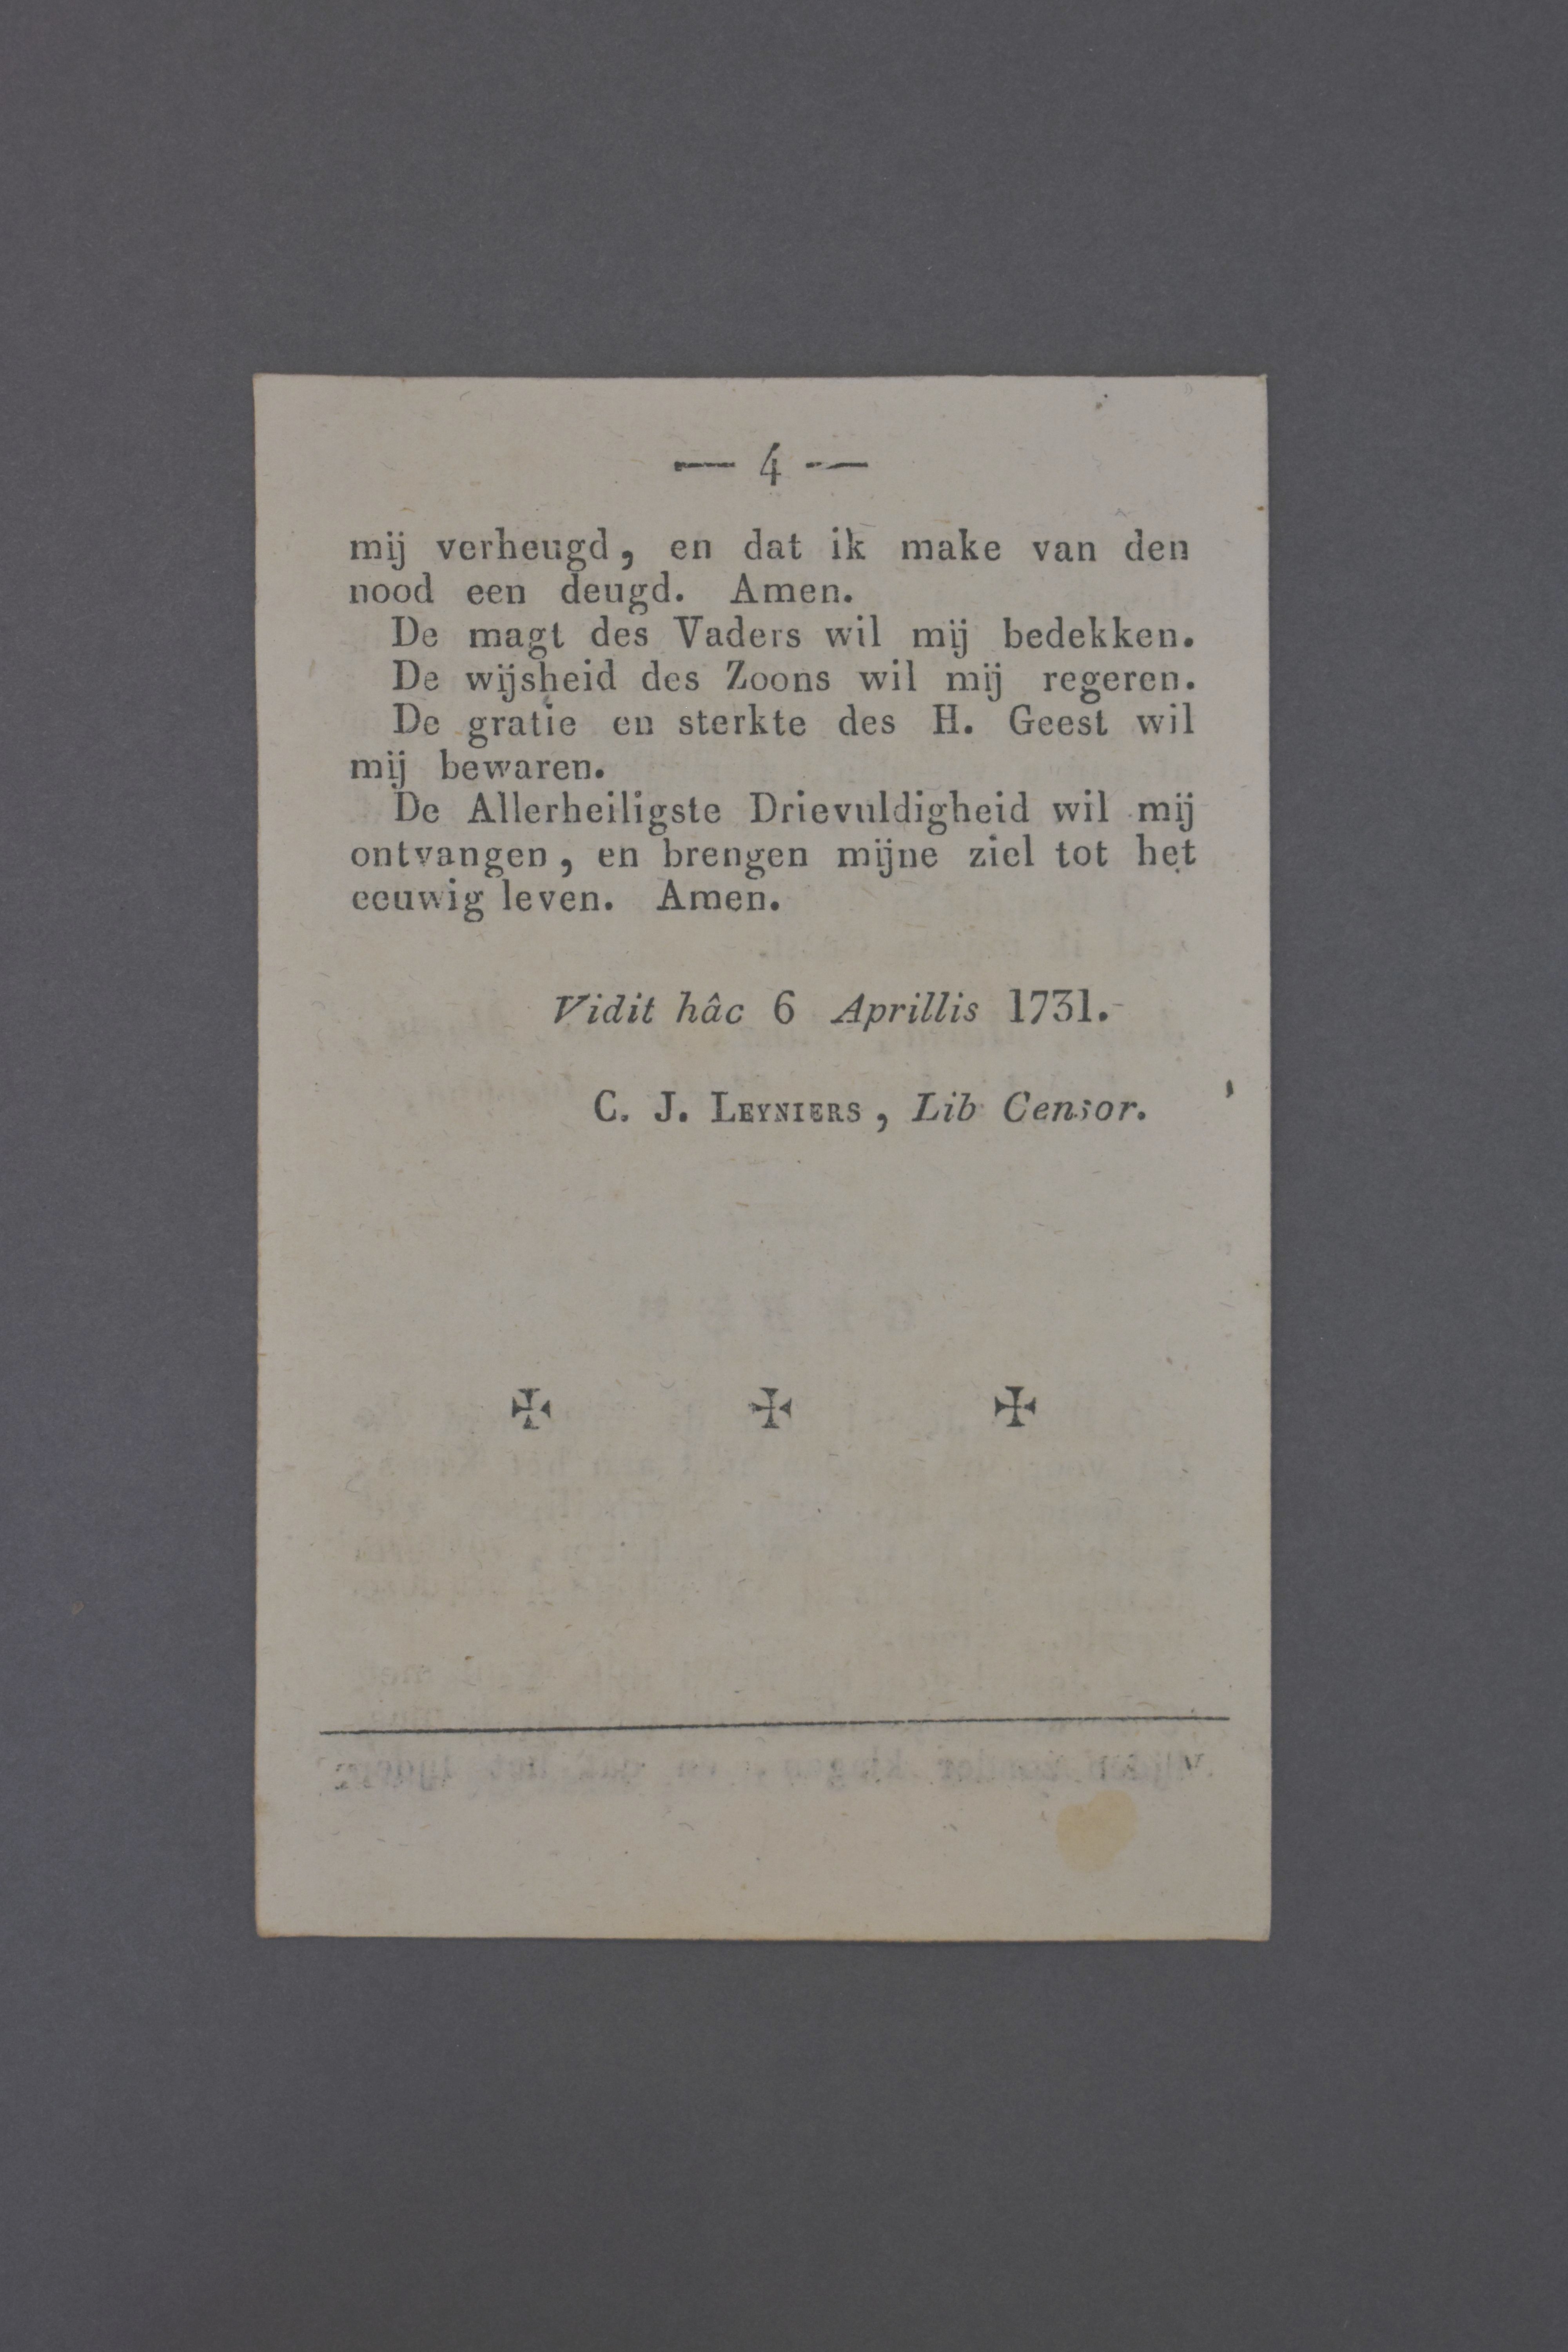 — 4 —
mij verheugd, en dat ik make van den
nood een deugd. Amen.
De magt des Vaders wil mij bedekken.
De wijsheid des Zoons wil mij regeren.
De gratie en sterkte des H. Geest wil
mij bewaren.
De Allerheiligste Drievuldigheid wil mij
ontvangen, en brengen mijne ziel tot het
eeuwig leven. Amen.
Vidit hâc 6 Aprillis 1731.
C. J. Leyniers, Lib Censor.
✠ ✠ ✠